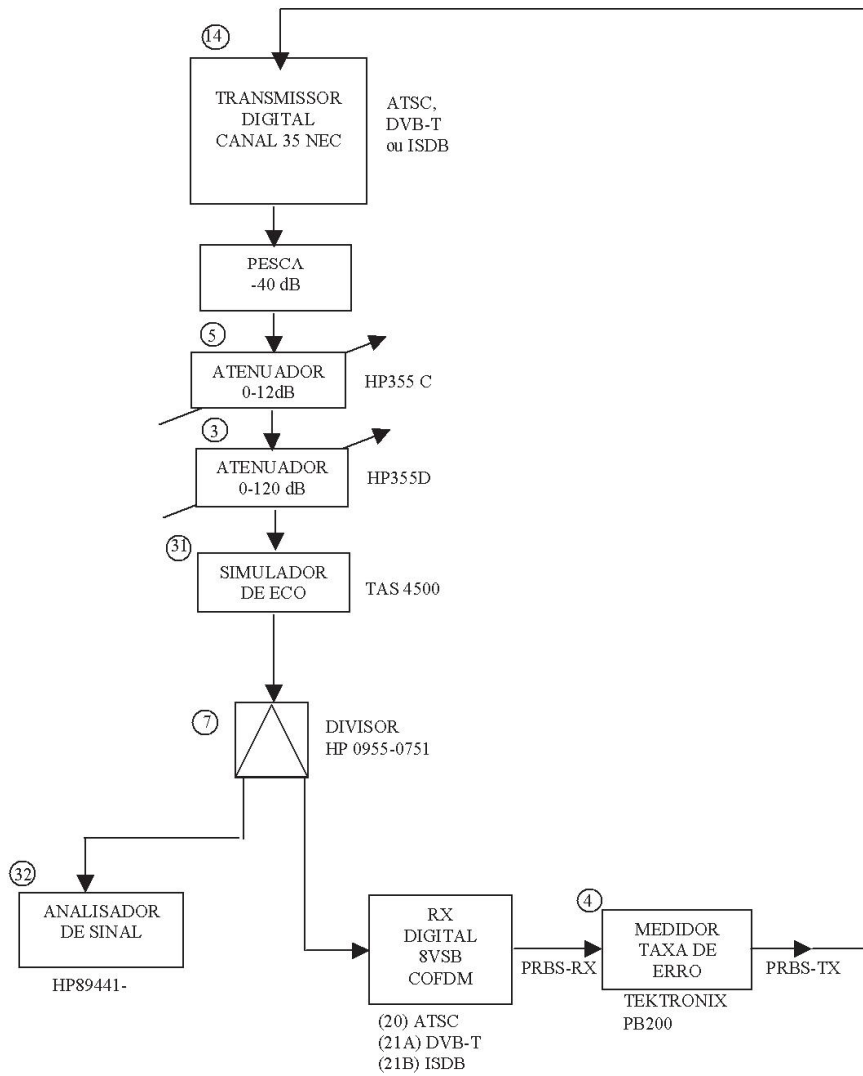 14
TRANSMISSOR
DIGITAL
CANAL 35 NEC
ATSC,
DVB-T
ou ISDB
PESCA
-40 dB
5
ATENUADOR
0-12dB
HP355 C
3
ATENUADOR
0-120 dB
HP355D
31
SIMULADOR
DE ECO
TAS 4500
7
DIVISOR
HP 0955-0751
32
ANALISADOR
DE SINAL
HP89441-
RX
DIGITAL
8VSB
COFDM
(20) ATSC
(21A) DVB-T
(21B) ISDB
PRBS-RX
4
MEDIDOR
TAXA DE
ERRO
TEKTRONIX
PB200
PRBS-TX